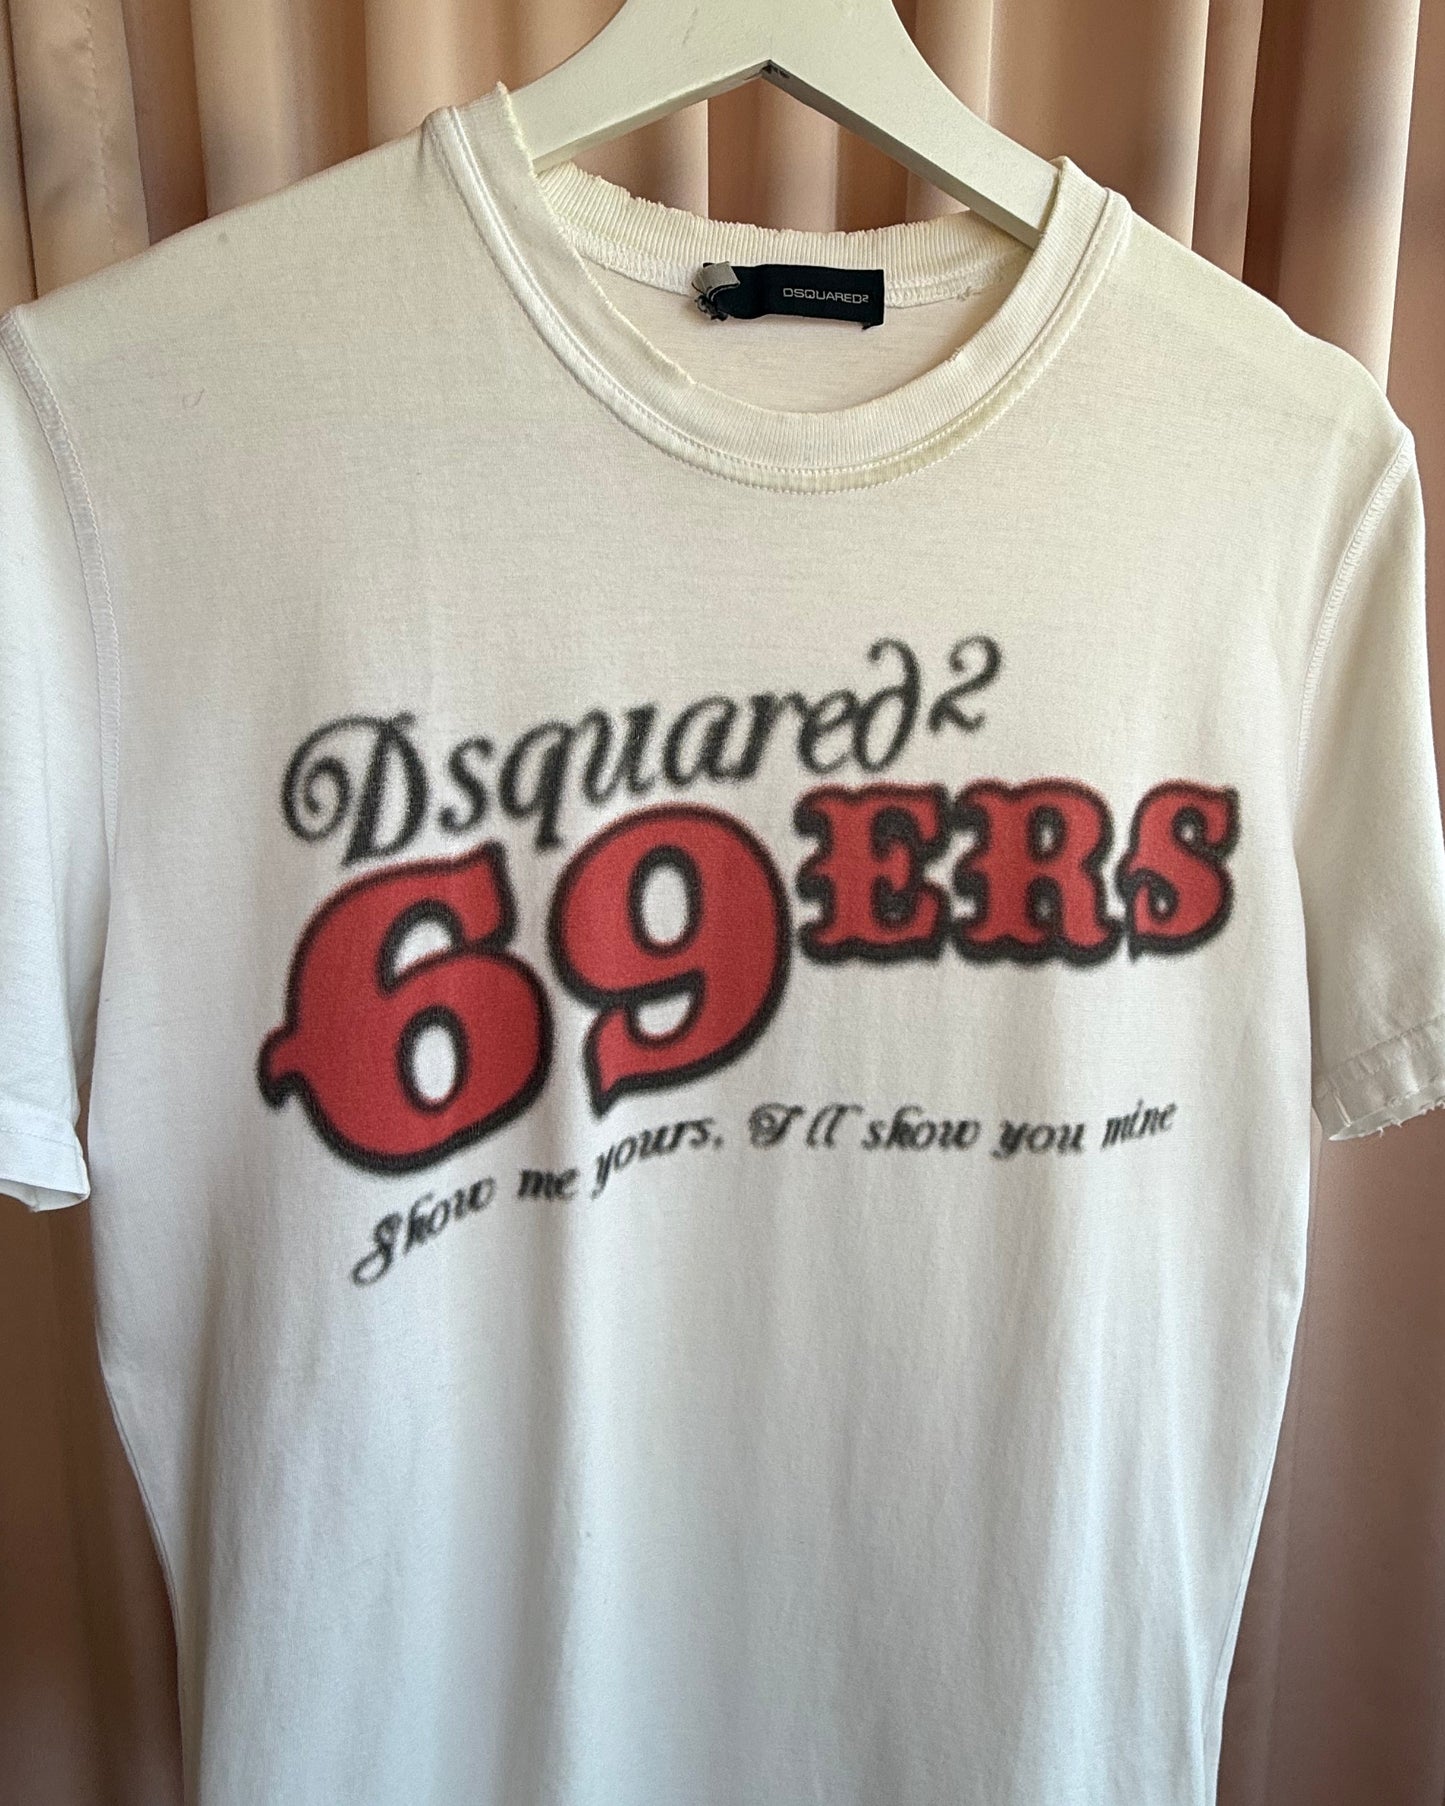 DSQUARED²
Dsquared²
69ERS
Show me yours, I'll show you mine